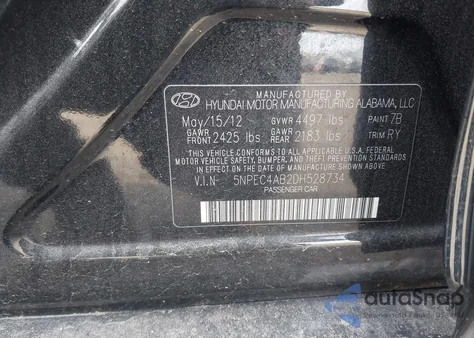 MANUFACTURED BY
HYUNDAI MOTOR MANUFACTURING ALABAMA, LLC
May/15/12 GVWR 4497 lbs PAINT 7B
GAWR FRONT 2425 lbs GAWR REAR 2183 lbs TRIM RY
THIS VEHICLE CONFORMS TO ALL APPLICABLE U.S. FEDERAL
MOTOR VEHICLE SAFETY, BUMPER, AND THEFT PREVENTION STANDARDS
IN EFFECT ON THE DATE OF MANUFACTURE SHOWN ABOVE.
V.I.N 5NPEC4AB2DH528734
PASSENGER CAR
autoSnap